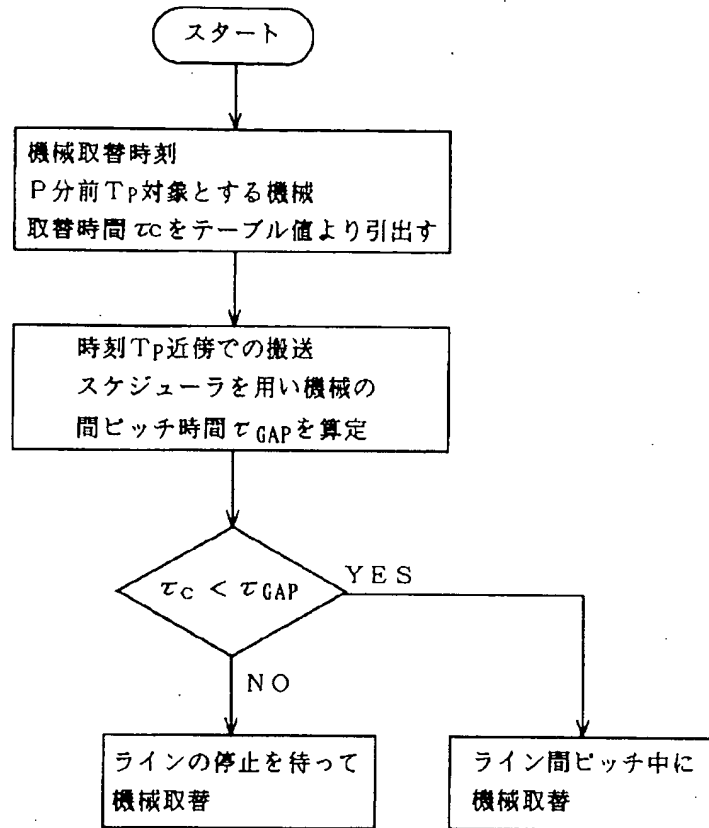 スタート
機械取替時刻
P分前TP対象とする機械
取替時間τCをテーブル値より引出す
時刻TP近傍での搬送
スケジューラを用い機械の
間ピッチ時間τGAPを算定
τC < τGAP
YES
NO
ラインの停止を待って
機械取替
ライン間ピッチ中に
機械取替